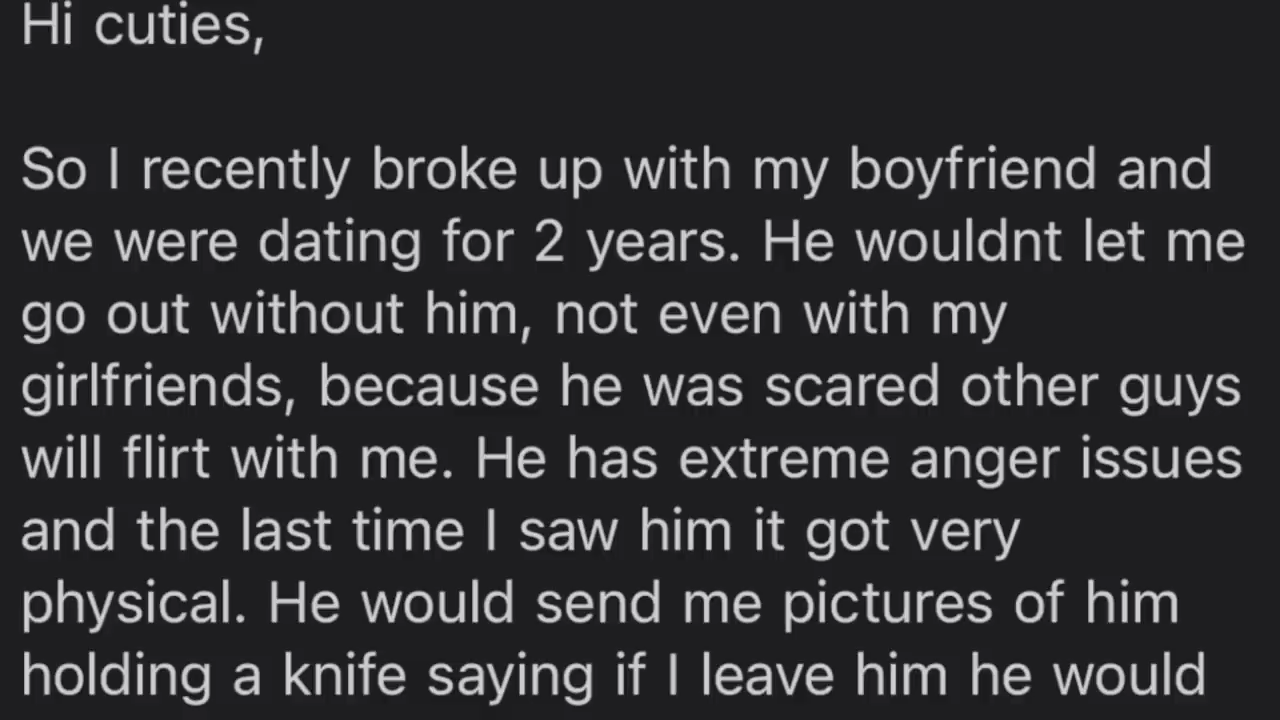 Hi cuties,
So I recently broke up with my boyfriend and
we were dating for 2 years. He wouldnt let me
go out without him, not even with my
girlfriends, because he was scared other guys
will flirt with me. He has extreme anger issues
and the last time I saw him it got very
physical. He would send me pictures of him
holding a knife saying if I leave him he would